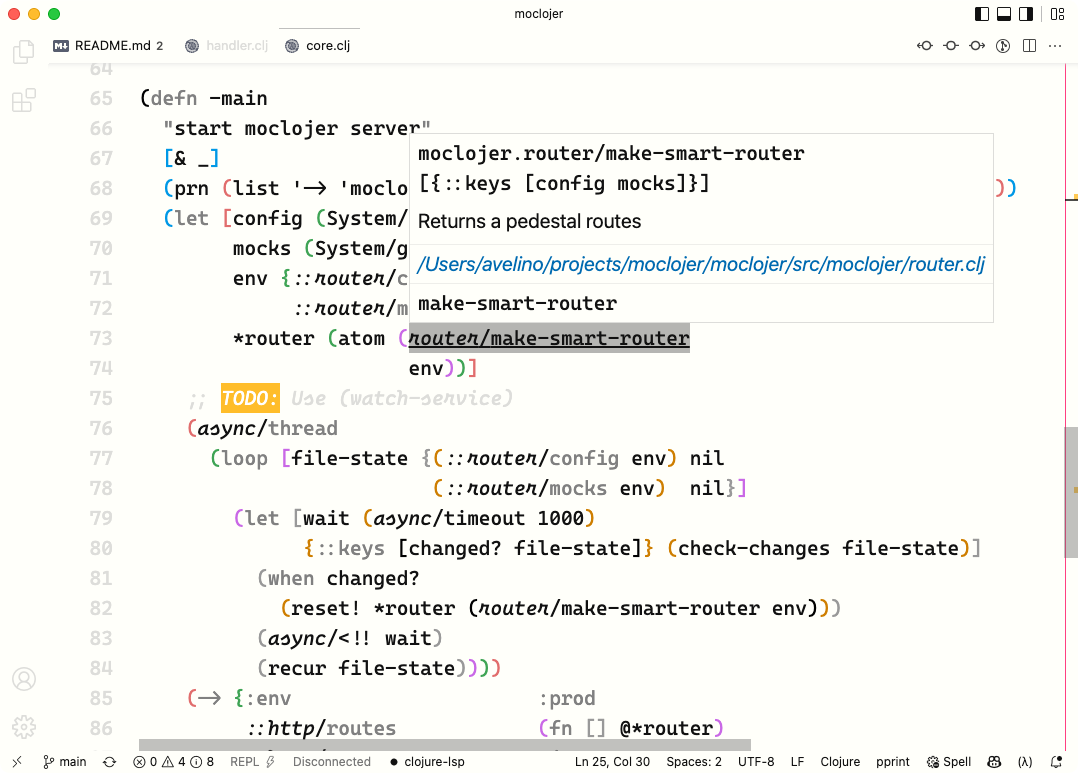 moclojer
README.md 2 handler.clj core.clj
64
65 (defn -main
66 "start moclojer server"
67 [& _]
68 (prn (list '-> 'moclo ))
69 (let [config (System/
70 mocks (System/g
71 env {::router/c
72 ::router/m
73 *router (atom (router/make-smart-router
74 env))]
moclojer.router/make-smart-router
[{::keys [config mocks]}]
Returns a pedestal routes
/Users/avelino/projects/moclojer/moclojer/src/moclojer/router.clj
make-smart-router
75 ;; TODO: Use (watch-service)
76 (async/thread
77 (loop [file-state {(::router/config env) nil
78 (::router/mocks env) nil}]
79 (let [wait (async/timeout 1000)
80 {::keys [changed? file-state]} (check-changes file-state)]
81 (when changed?
82 (reset! *router (router/make-smart-router env)))
83 (async/<!! wait)
84 (recur file-state))))
85 (-> {:env :prod
86 ::http/routes (fn [] @*router)
main 0 4 8 REPL Disconnected clojure-lsp Ln 25, Col 30 Spaces: 2 UTF-8 LF Clojure pprint Spell (λ)